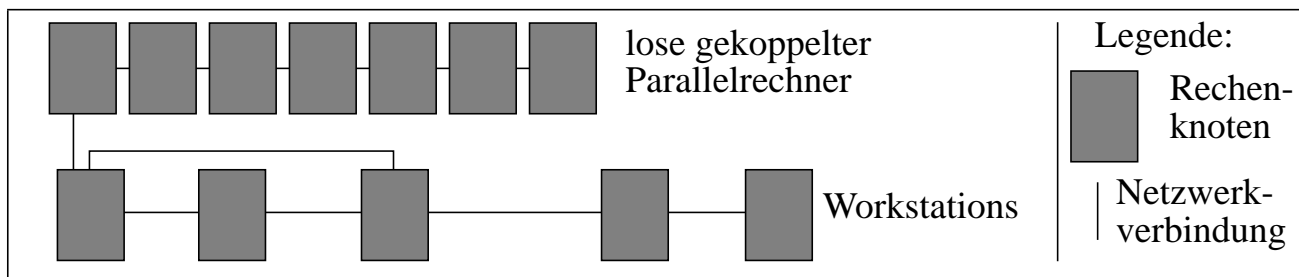 lose gekoppelter
Parallelrechner
Workstations
Legende:
Rechen-
knoten
Netzwerk-
verbindung